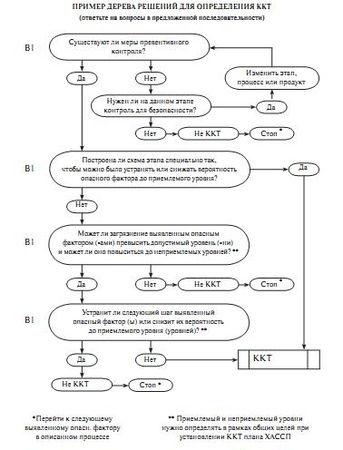 ПРИМЕР ДЕРЕВА РЕШЕНИЙ ДЛЯ ОПРЕДЕЛЕНИЯ ККТ
(ответьте на вопросы в предложенной последовательности)
В1
Существуют ли меры превентивного
контроля?
Да
Нет
Изменить этап,
процесс или продукт
Нужен ли на данном этапе
контроль для безопасности?
Да
Нет
Не ККТ
Стоп *
В1
Построена ли схема этапа специально так,
чтобы можно было устранять или снижать вероятность
опасного фактора до приемлемого уровня?
Да
Нет
В1
Может ли загрязнение выявленным опасным
фактором (•ами) превысить допустимый уровень (•ни)
и может ли оно повыситься до неприемлемых уровней? **
Да
Нет
Не ККТ
Стоп *
В1
Устранит ли следующий шаг выявленный
опасный фактор (ы) или снизит их вероятность
до приемлемого уровня (уровней)? **
Да
Нет
ККТ
Не ККТ
Стоп *
*Перейти к следующему
выявленному опасн. фактору
в описанном процессе
** Приемлемый и неприемлемый уровни
нужно определять в рамках общих целей при
установлении ККТ плана ХАССП